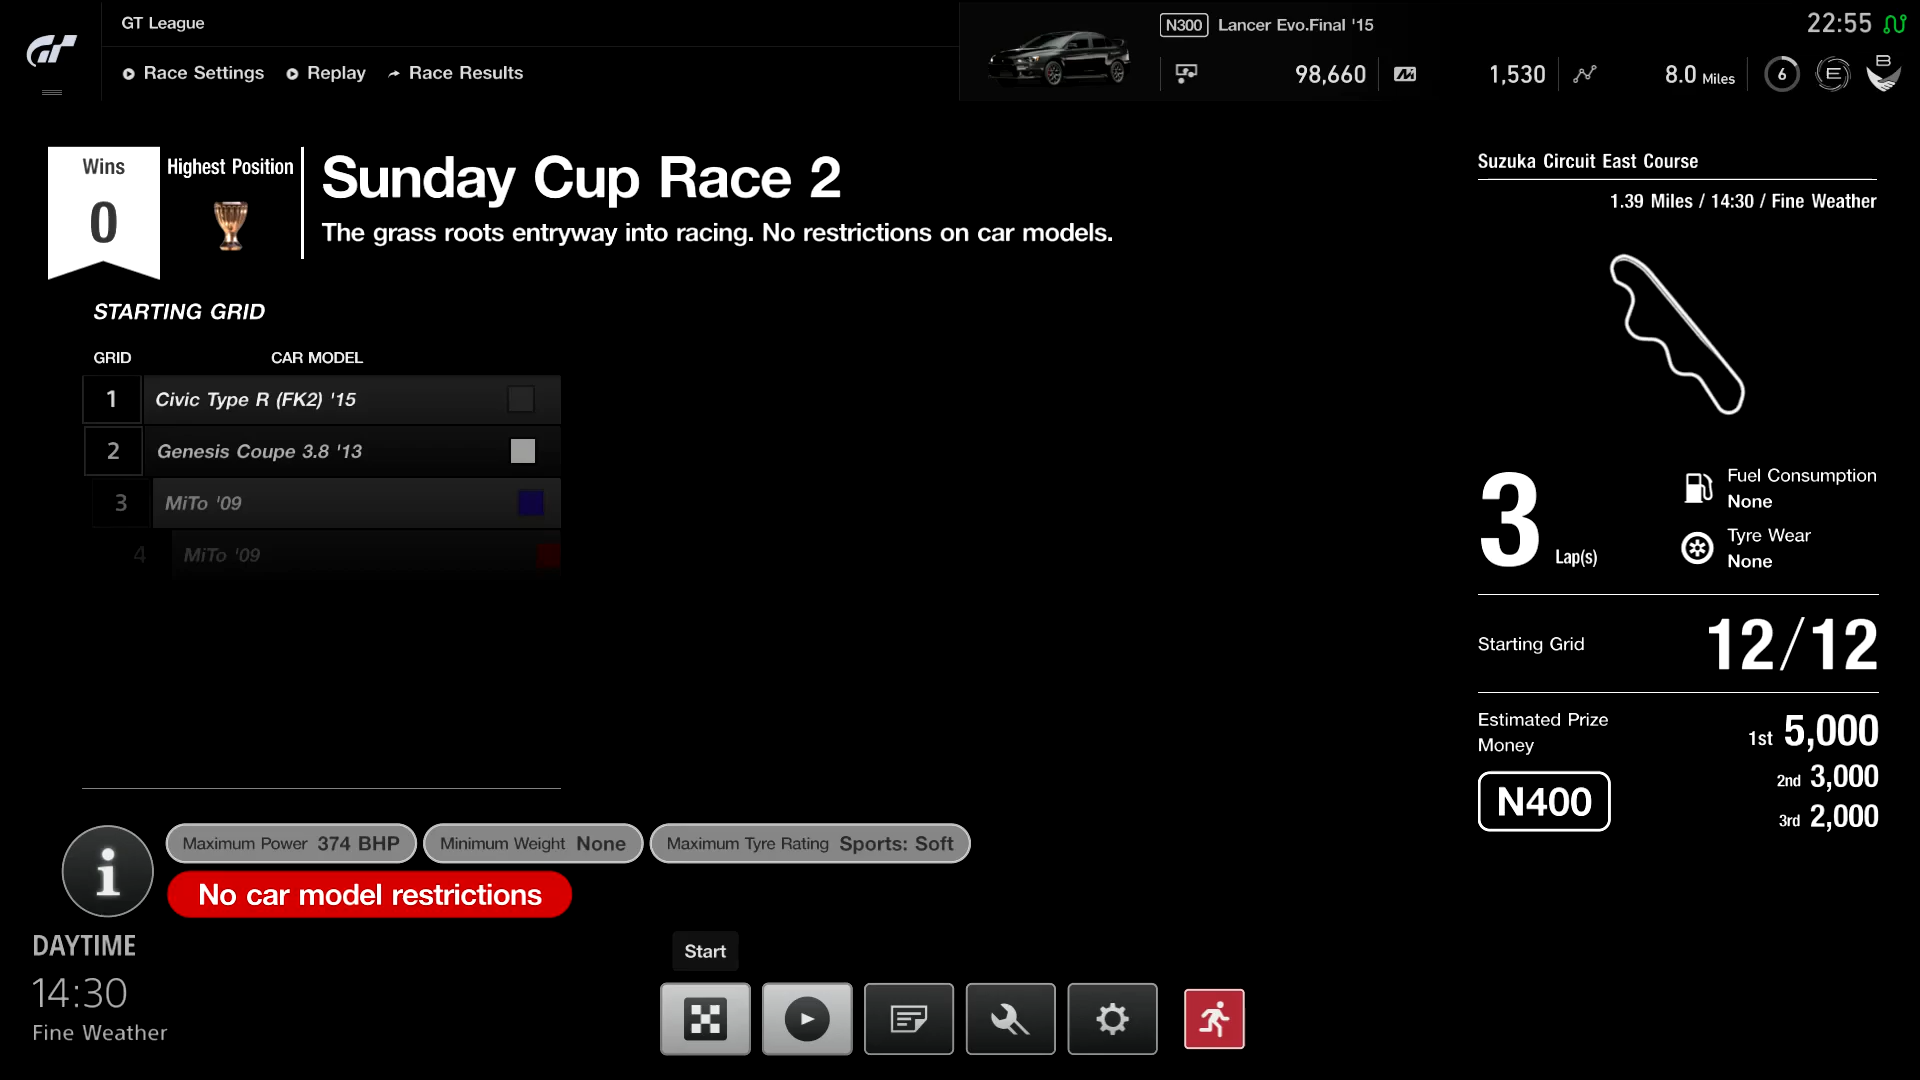 GT League
Race Settings
Replay
Race Results
N300
Lancer Evo.Final '15
98,660
1,530
8.0 Miles
22:55
6
E
B
Wins
0
Highest Position
Sunday Cup Race 2
The grass roots entryway into racing. No restrictions on car models.
STARTING GRID
GRID CAR MODEL
1 Civic Type R (FK2) '15
2 Genesis Coupe 3.8 '13
3 MiTo '09
4 MiTo '09
Maximum Power 374 BHP
Minimum Weight None
Maximum Tyre Rating Sports: Soft
No car model restrictions
DAYTIME
14:30
Fine Weather
Start
Suzuka Circuit East Course
1.39 Miles / 14:30 / Fine Weather
3 Lap(s)
Fuel Consumption
None
Tyre Wear
None
Starting Grid 12/12
Estimated Prize
Money
N400
1st 5,000
2nd 3,000
3rd 2,000